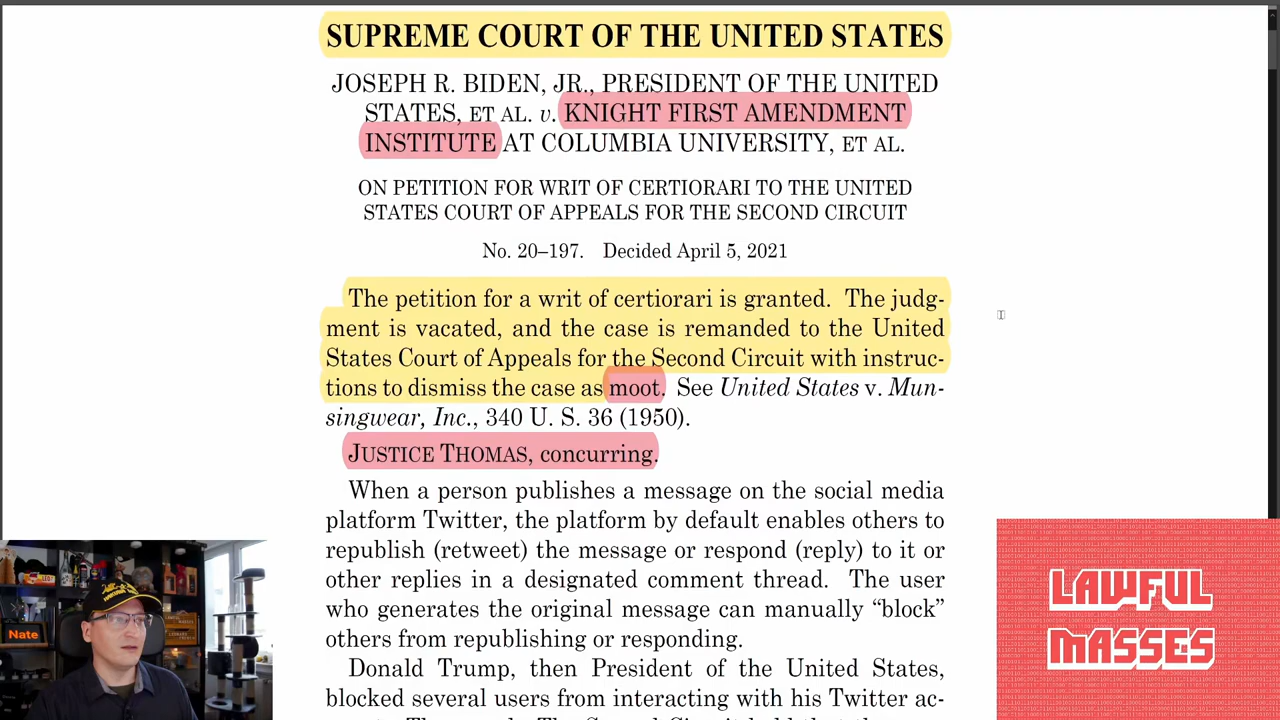 SUPREME COURT OF THE UNITED STATES
JOSEPH R. BIDEN, JR., PRESIDENT OF THE UNITED
STATES, ET AL. v. KNIGHT FIRST AMENDMENT
INSTITUTE AT COLUMBIA UNIVERSITY, ET AL.
ON PETITION FOR WRIT OF CERTIORARI TO THE UNITED
STATES COURT OF APPEALS FOR THE SECOND CIRCUIT
No. 20–197. Decided April 5, 2021
The petition for a writ of certiorari is granted. The judg-
ment is vacated, and the case is remanded to the United
States Court of Appeals for the Second Circuit with instruc-
tions to dismiss the case as moot. See United States v. Mun-
singwear, Inc., 340 U. S. 36 (1950).
JUSTICE THOMAS, concurring.
When a person publishes a message on the social media
platform Twitter, the platform by default enables others to
republish (retweet) the message or respond (reply) to it or
other replies in a designated comment thread. The user
who generates the original message can manually “block”
others from republishing or responding.
Donald Trump, then President of the United States,
blocked several users from interacting with his Twitter ac-
Nate
LAWFUL
MASSES